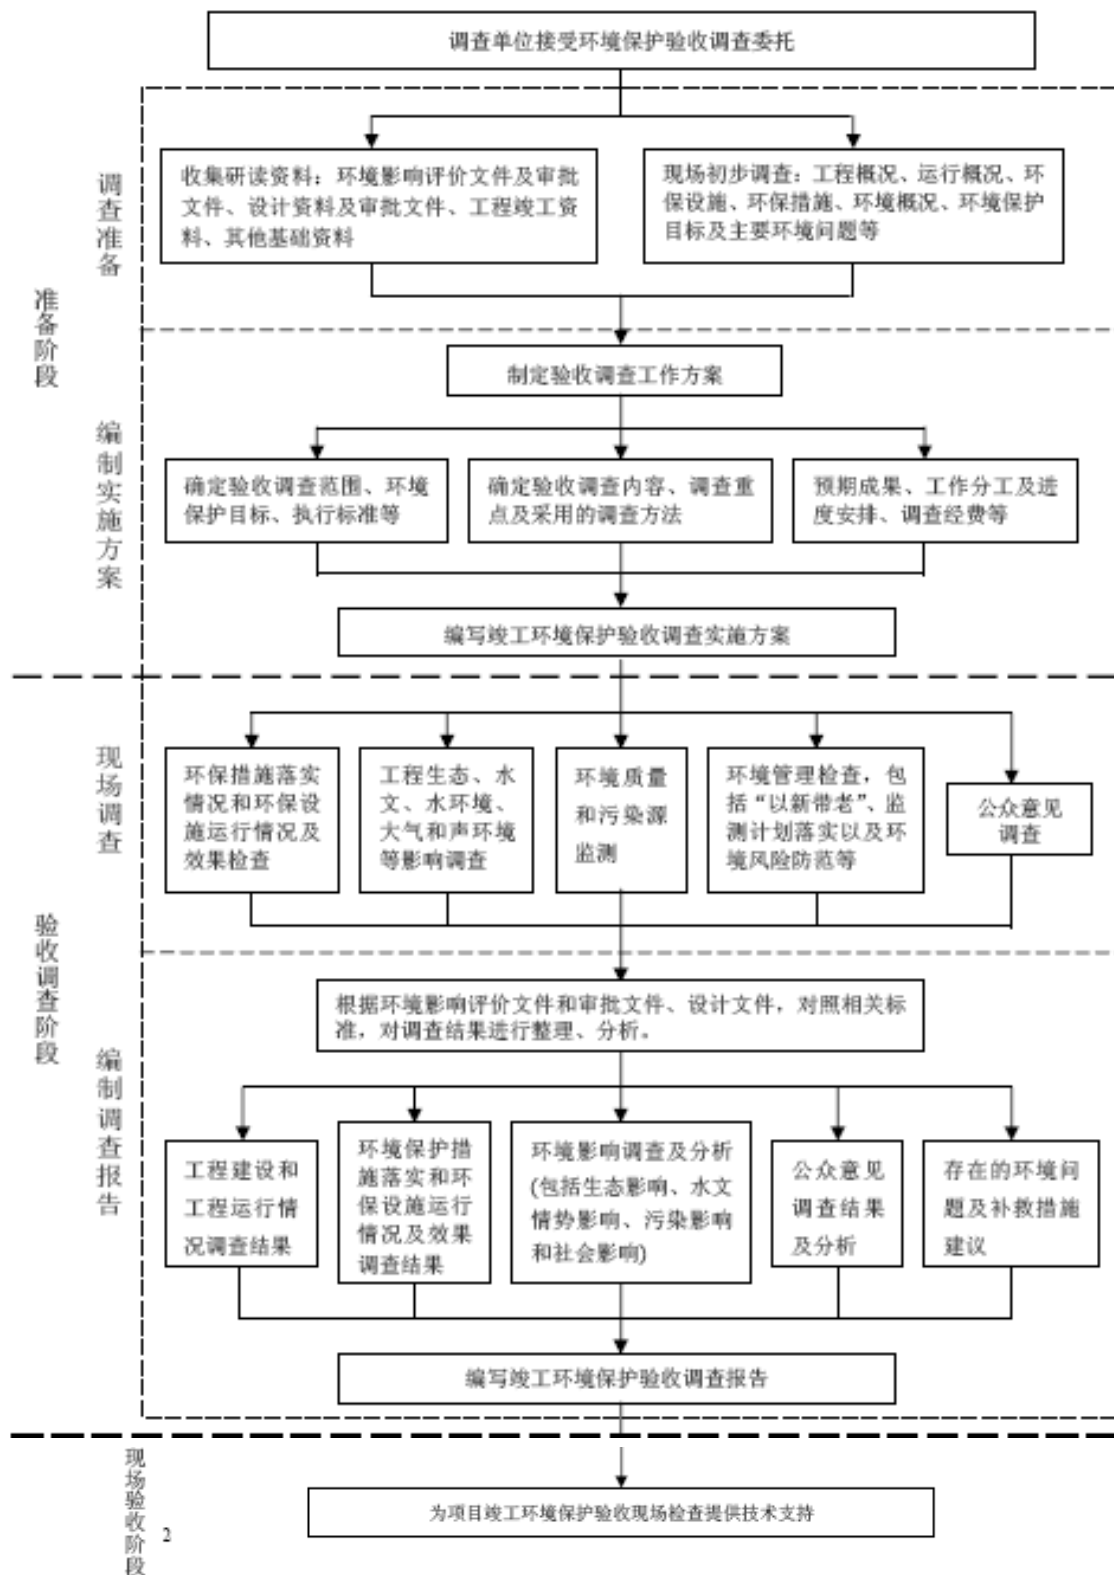 调查单位接受环境保护验收调查委托
准备阶段
调查准备
收集研读资料：环境影响评价文件及审批
文件、设计资料及审批文件、工程竣工资
料、其他基础资料
现场初步调查：工程概况、运行概况、环
保设施、环保措施、环境概况、环境保护
目标及主要环境问题等
编制实施方案
制定验收调查工作方案
确定验收调查范围、环境
保护目标、执行标准等
确定验收调查内容、调查重
点及采用的调查方法
预期成果、工作分工及进
度安排、调查经费等
编写竣工环境保护验收调查实施方案
验收调查阶段
现场调查
环保措施落实
情况和环保设
施运行情况及
效果检查
工程生态、水
文、水环境、
大气和声环境
等影响调查
环境质量
和污染源
监测
环境管理检查，包
括“以新带老”、监
测计划落实以及环
境风险防范等
公众意见
调查
编制调查报告
根据环境影响评价文件和审批文件、设计文件，对照相关标
准，对调查结果进行整理、分析。
工程建设和
工程运行情
况调查结果
环境保护措
施落实和环
保设施运行
情况及效果
调查结果
环境影响调查及分析
(包括生态影响、水文
情势影响、污染影响
和社会影响)
公众意见
调查结果
及分析
存在的环境问
题及补救措施
建议
编写竣工环境保护验收调查报告
现场验收阶段
2
为项目竣工环境保护验收现场检查提供技术支持